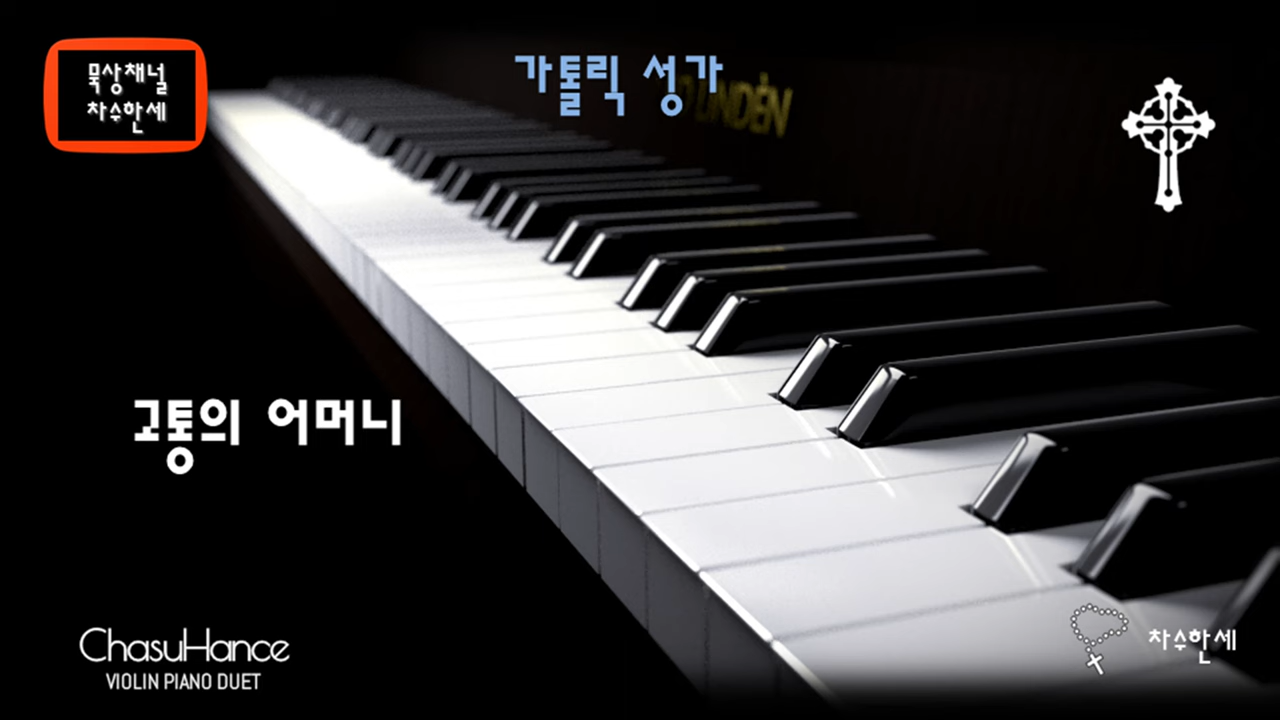 묵상채널
차수한세
가톨릭 성가
고통의 어머니
ChasuHance
VIOLIN PIANO DUET
차수한세